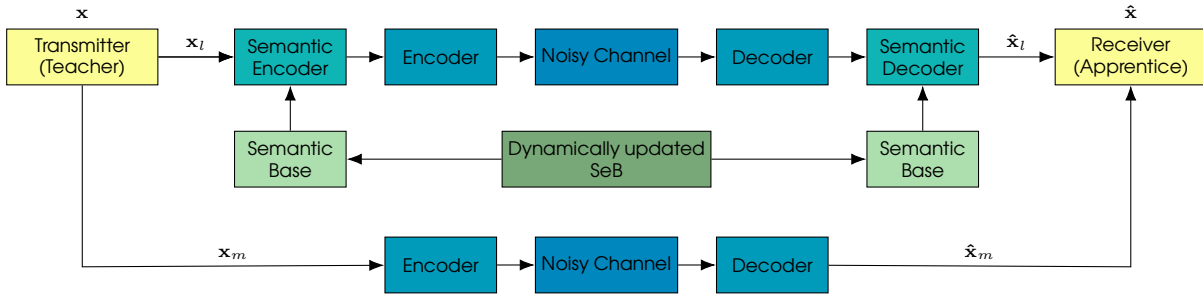 𝐱
𝐱̂
Transmitter
(Teacher)
𝐱ₗ
Semantic
Encoder
Encoder
Noisy Channel
Decoder
Semantic
Decoder
𝐱̂ₗ
Receiver
(Apprentice)
Semantic
Base
Dynamically updated
SeB
Semantic
Base
𝐱ₘ
Encoder
Noisy Channel
Decoder
𝐱̂ₘ